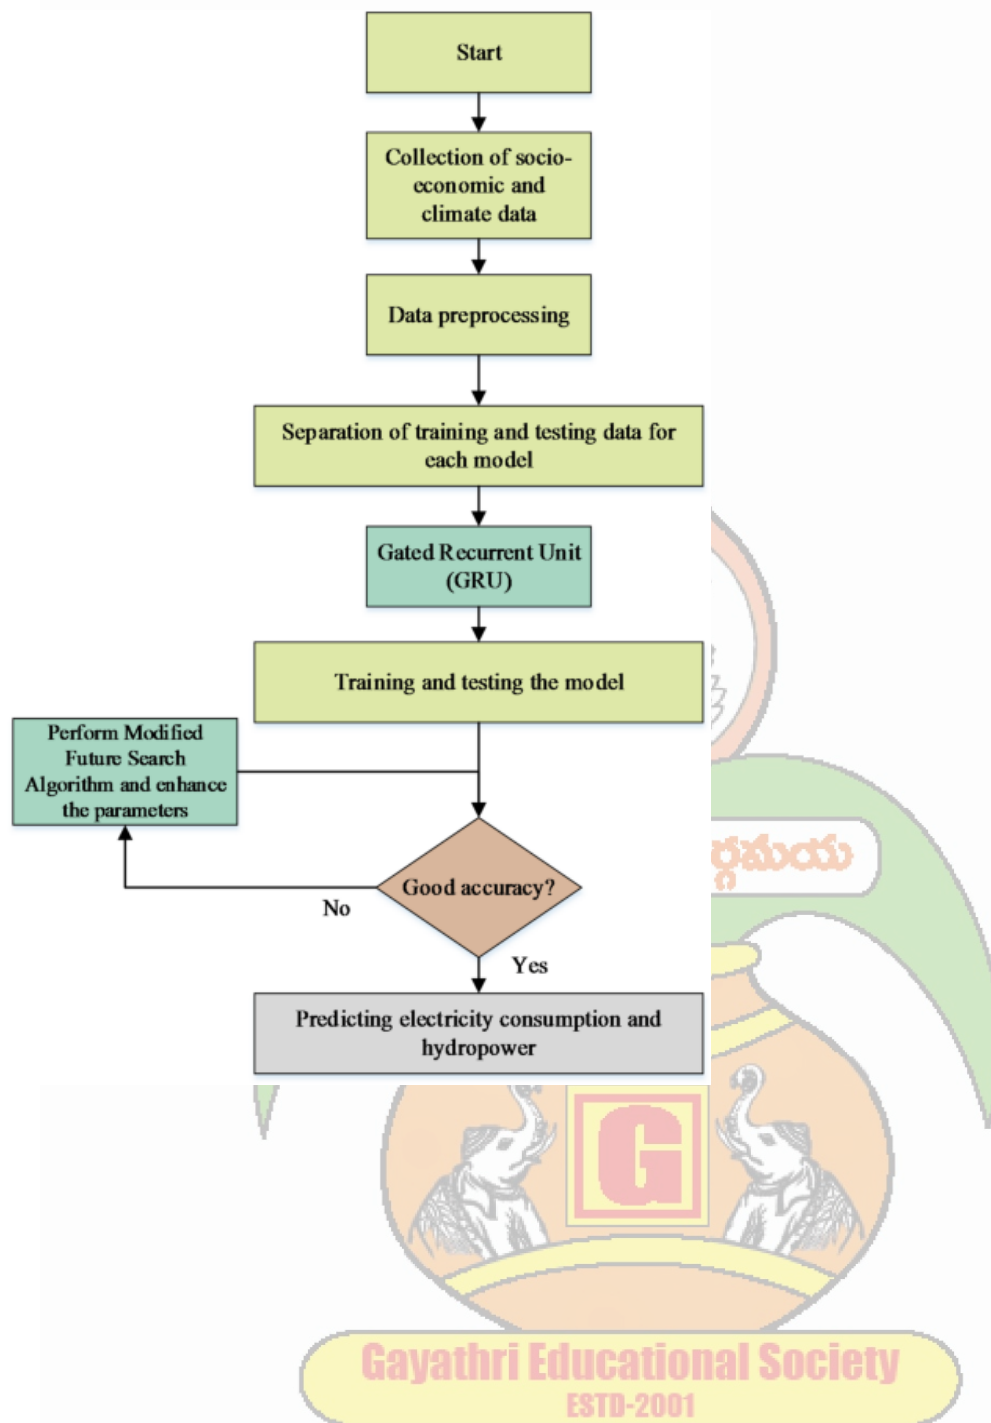 Start
Collection of socio-
economic and
climate data
Data preprocessing
Separation of training and testing data for
each model
Gated Recurrent Unit
(GRU)
Training and testing the model
Perform Modified
Future Search
Algorithm and enhance
the parameters
Good accuracy?
No
Yes
Predicting electricity consumption and
hydropower
G
Gayathri Educational Society
ESTD-2001